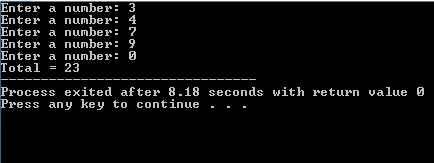 Enter a number: 3
Enter a number: 4
Enter a number: 7
Enter a number: 9
Enter a number: 0
Total = 23
--------------------------------
Process exited after 8.18 seconds with return value 0
Press any key to continue . . .